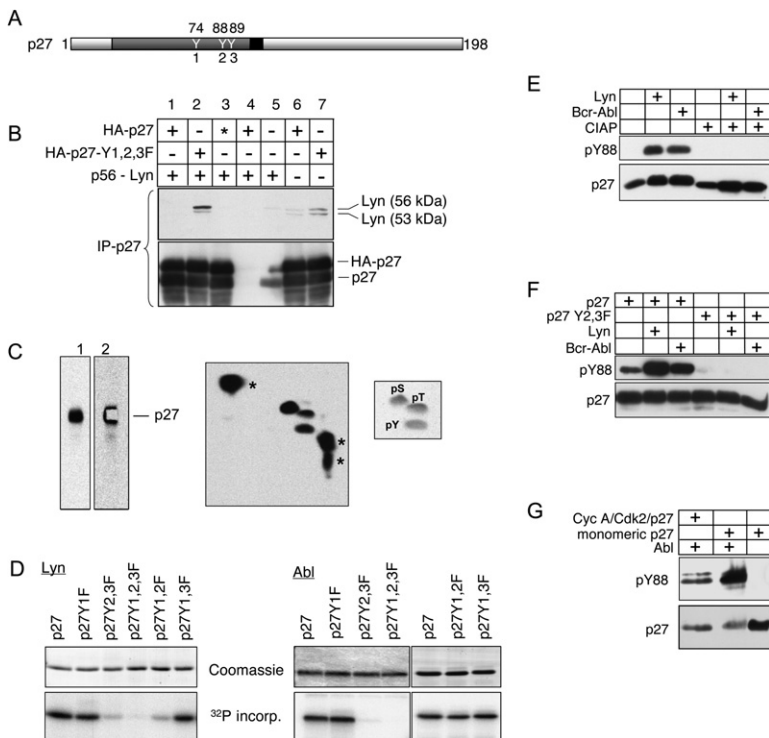 A
74 88 89
p27 1 Y YY 198
1 2 3
B
1 2 3 4 5 6 7
HA-p27 + - * + - + -
HA-p27-Y1,2,3F - + - - - - +
p56 - Lyn + + + + + - -
Lyn (56 kDa)
Lyn (53 kDa)
IP-p27
HA-p27
p27
C
1 2
p27
*
*
*
pS
pT
pY
D
Lyn
p27
p27Y1F
p27Y2,3F
p27Y1,2,3F
p27Y1,2F
p27Y1,3F
Abl
p27
p27Y1F
p27Y2,3F
p27Y1,2,3F
p27
p27Y1,2F
p27Y1,3F
Coomassie
32P incorp.
E
Lyn + +
Bcr-Abl + +
CIAP + + +
pY88
p27
F
p27 + + +
p27 Y2,3F + + +
Lyn + +
Bcr-Abl + +
pY88
p27
G
Cyc A/Cdk2/p27 +
monomeric p27 + +
Abl + +
pY88
p27